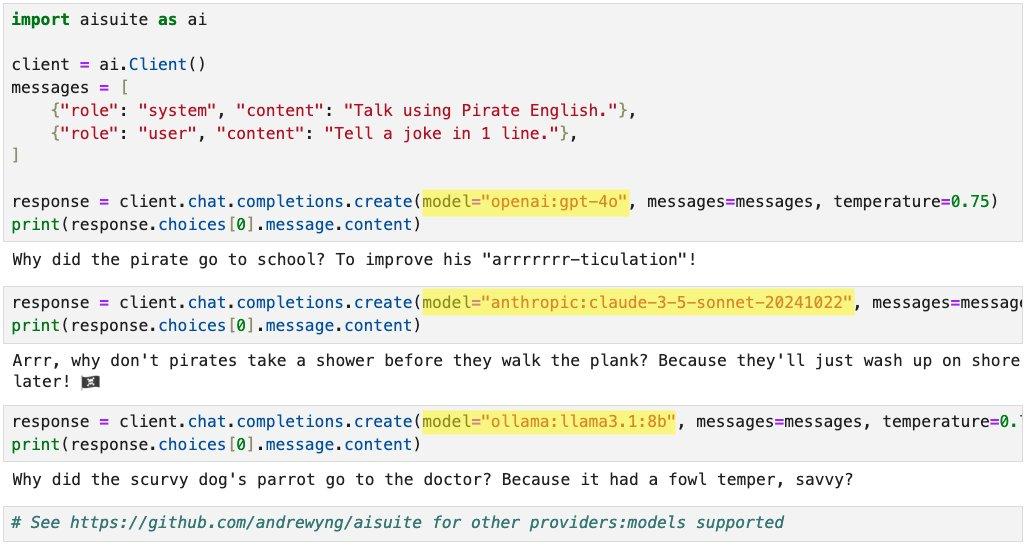 import aisuite as ai
client = ai.Client()
messages = [
{"role": "system", "content": "Talk using Pirate English."},
{"role": "user", "content": "Tell a joke in 1 line."},
]
response = client.chat.completions.create(model="openai:gpt-4o", messages=messages, temperature=0.75)
print(response.choices[0].message.content)
Why did the pirate go to school? To improve his "arrrrrrr-ticulation"!
response = client.chat.completions.create(model="anthropic:claude-3-5-sonnet-20241022", messages=message
print(response.choices[0].message.content)
Arrr, why don't pirates take a shower before they walk the plank? Because they'll just wash up on shore
later! 🏴‍☠️
response = client.chat.completions.create(model="ollama:llama3.1:8b", messages=messages, temperature=0.
print(response.choices[0].message.content)
Why did the scurvy dog's parrot go to the doctor? Because it had a fowl temper, savvy?
# See https://github.com/andrewyng/aisuite for other providers:models supported